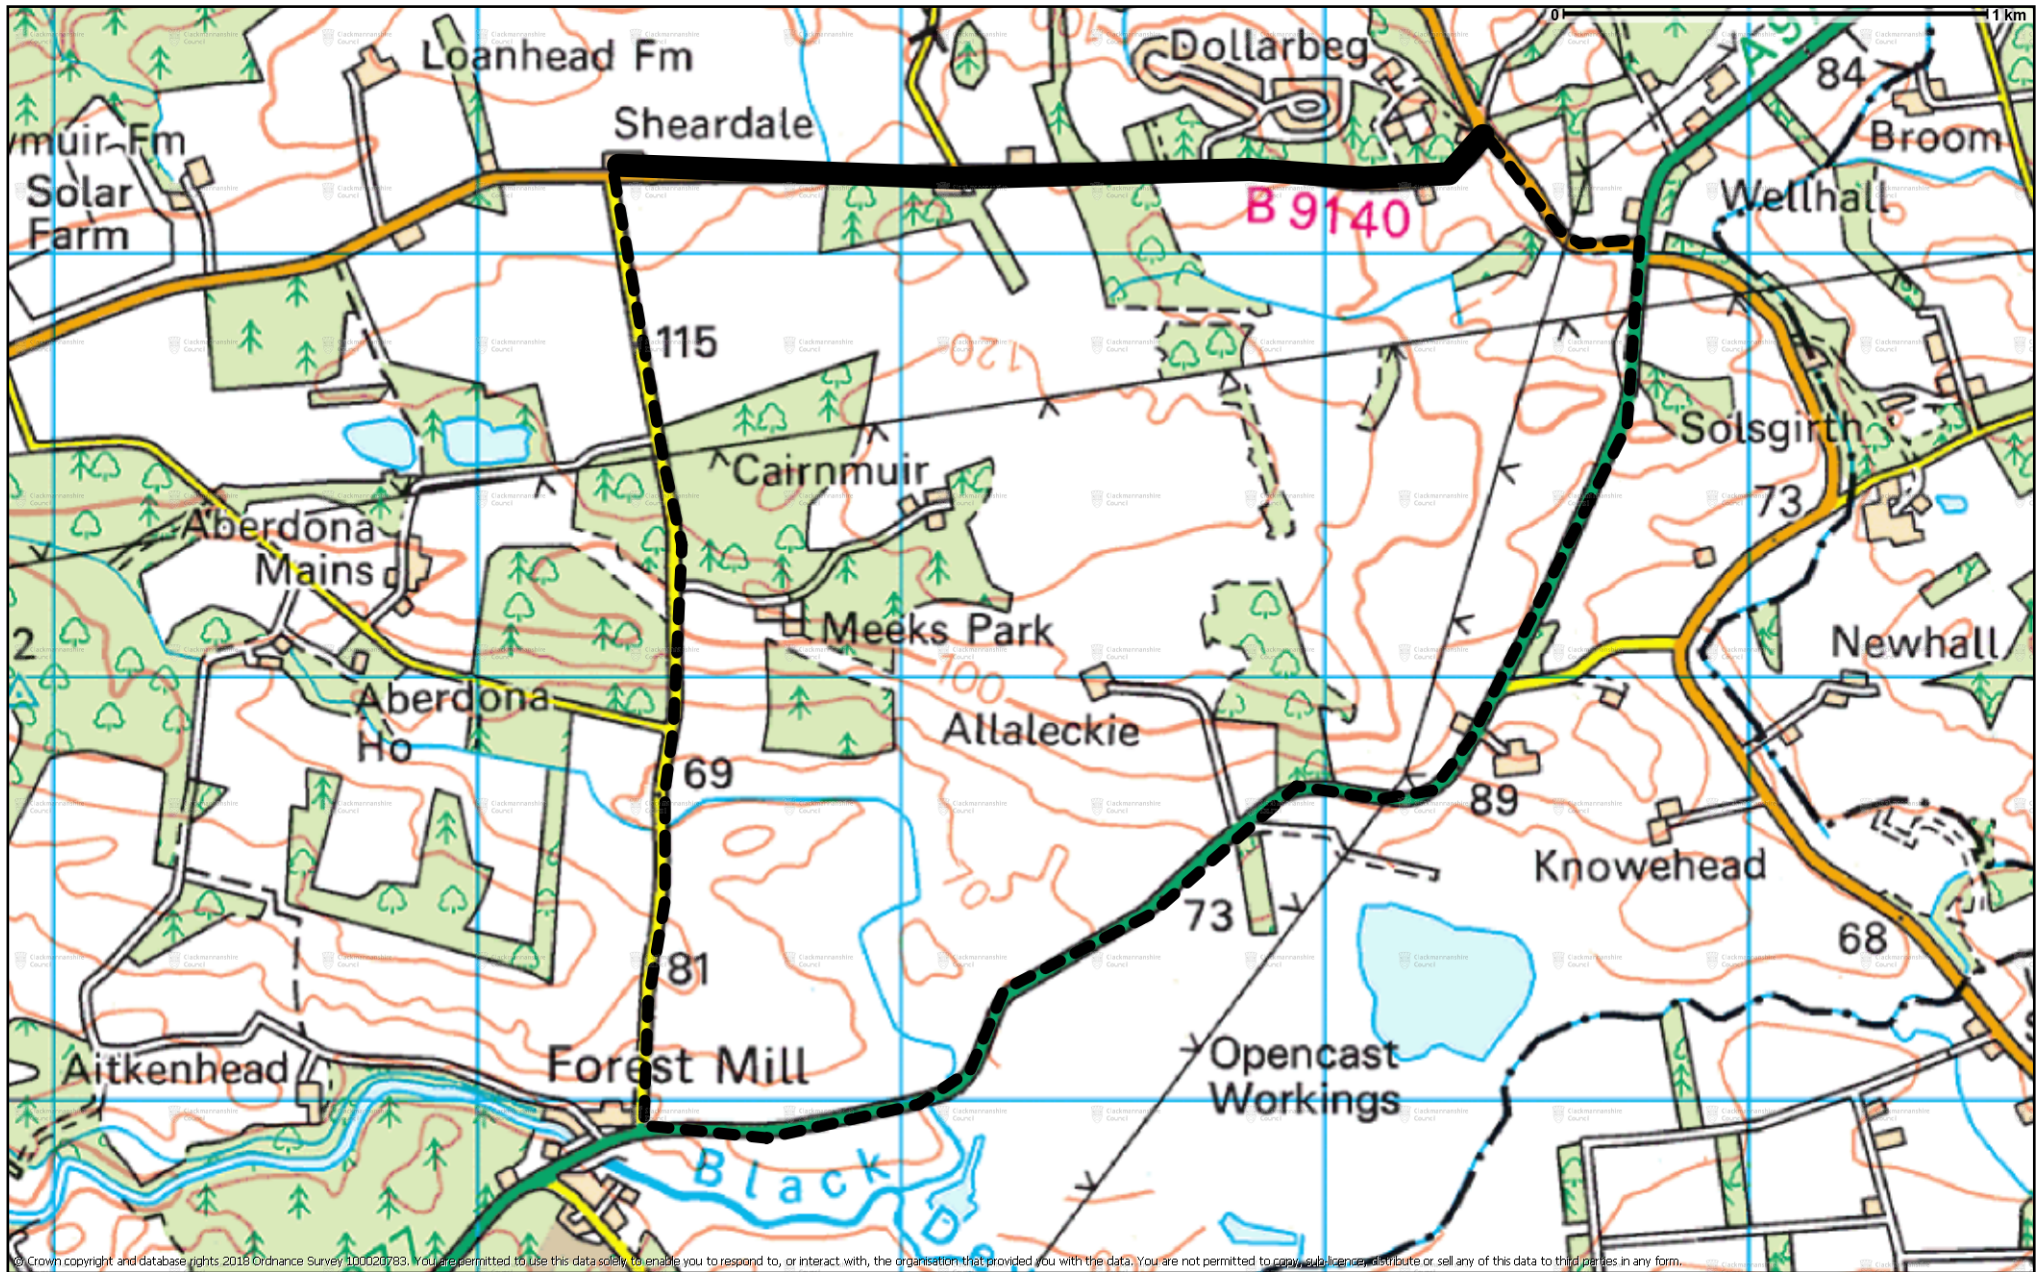 0
1 km
Dollarbeg
A9
Loanhead Fm
84
Sheardale
Broom
ymuir Fm
Solar
Farm
Wellhall
B 9140
115
120
Solsgirth
Cairnmuir
73
Aberdona
Mains
2
Meeks Park
Newhall
100
Aberdona
Ho
Allaleckie
69
89
Knowehead
70
73
68
81
Forest Mill
Aitkenhead
Opencast
Workings
Black
De
77
© Crown copyright and database rights 2018 Ordnance Survey 100020783. You are permitted to use this data solely to enable you to respond to, or interact with, the organisation that provided you with the data. You are not permitted to copy, sub-licence, distribute or sell any of this data to third parties in any form.